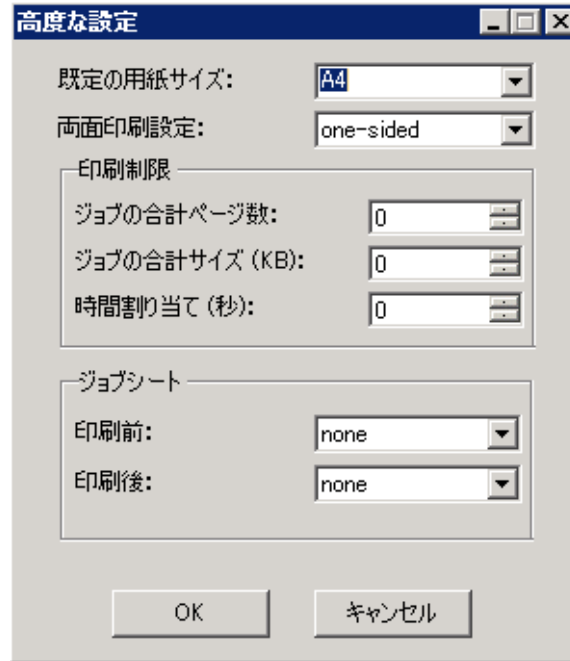 高度な設定
既定の用紙サイズ: A4
両面印刷設定: one-sided
印刷制限
ジョブの合計ページ数: 0
ジョブの合計サイズ (KB): 0
時間割り当て (秒): 0
ジョブシート
印刷前: none
印刷後: none
OK キャンセル